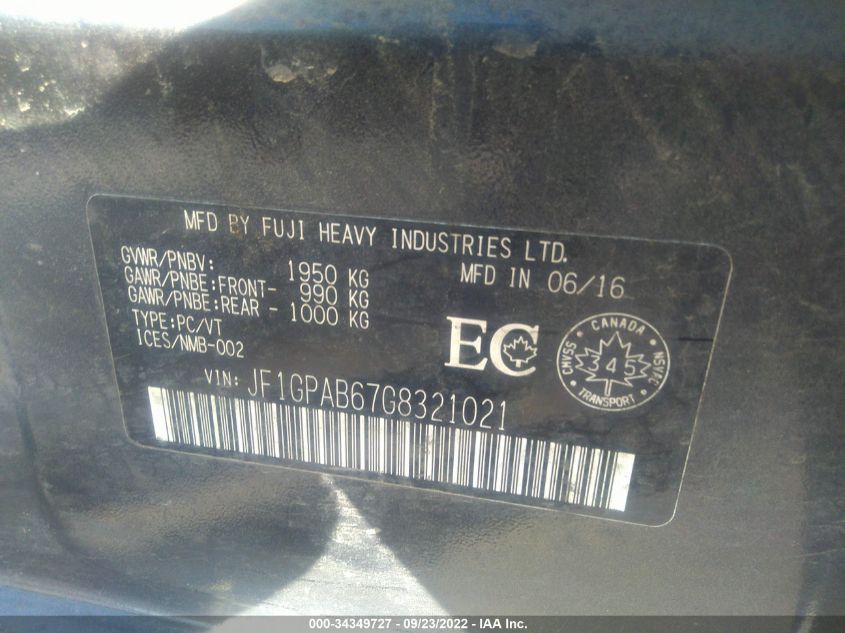 MFD BY FUJI HEAVY INDUSTRIES LTD.
GVWR/PNBV: 1950 KG
MFD IN 06/16
GAWR/PNBE:FRONT- 990 KG
GAWR/PNBE:REAR - 1000 KG
TYPE:PC/VT
ICES/NMB-002
EC
CANADA
CMVSS
345
NSVAC
TRANSPORT
VIN: JF1GPAB67G8321021
000-34349727 - 09/23/2022 - IAA Inc.